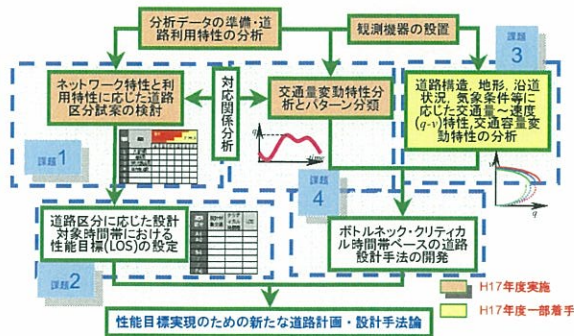 分析データの準備・道
路利用特性の分析
観測機器の設置
課題
3
ネットワーク特性と利
用特性に応じた道路
区分試案の検討
対応関係分析
交通量変動特性分
析とパターン分類
道路構造, 地形, 沿道
状況, 気象条件等に
応じた交通量～速度
(q-v)特性,交通容量変
動特性の分析
課題
1
q
time
v
q
課題
4
道路区分に応じた設計
対象時間帯における
性能目標(LOS)の設定
ボトルネック・クリティカ
ル時間帯ベースの道路
設計手法の開発
課題
2
H17年度実施
H17年度一部着手
性能目標実現のための新たな道路計画・設計手法論